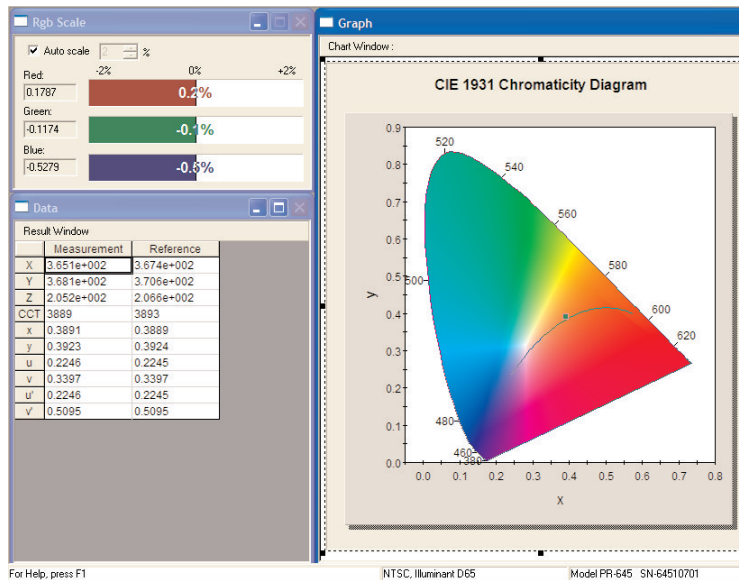 Rgb Scale
Auto scale 2 %
Red: -2% 0% +2%
0.1787 0.2%
Green:
-0.1174 -0.1%
Blue:
-0.5279 -0.5%
Data
Result Window
Measurement Reference
X 3.651e+002 3.674e+002
Y 3.681e+002 3.706e+002
Z 2.052e+002 2.066e+002
CCT 3889 3893
x 0.3891 0.3889
y 0.3923 0.3924
u 0.2246 0.2245
v 0.3397 0.3397
u' 0.2246 0.2245
v' 0.5095 0.5095
Graph
Chart Window :
CIE 1931 Chromaticity Diagram
0.9
520
0.8
540
0.7
560
0.6
580
0.5
500
y
0.4
600
620
0.3
0.2
480
0.1
460
380
0.0
0.0 0.1 0.2 0.3 0.4 0.5 0.6 0.7 0.8
X
For Help, press F1 NTSC, Illuminant D65 Model PR-645 SN-64510701